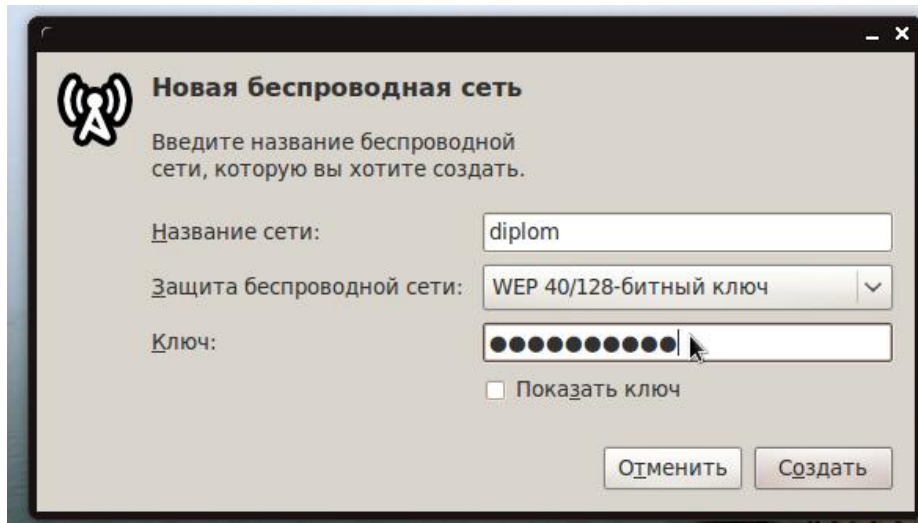 Новая беспроводная сеть
Введите название беспроводной
сети, которую вы хотите создать.
Название сети: diplom
Защита беспроводной сети: WEP 40/128-битный ключ
Ключ: ●●●●●●●●●●
Показать ключ
Отменить Создать